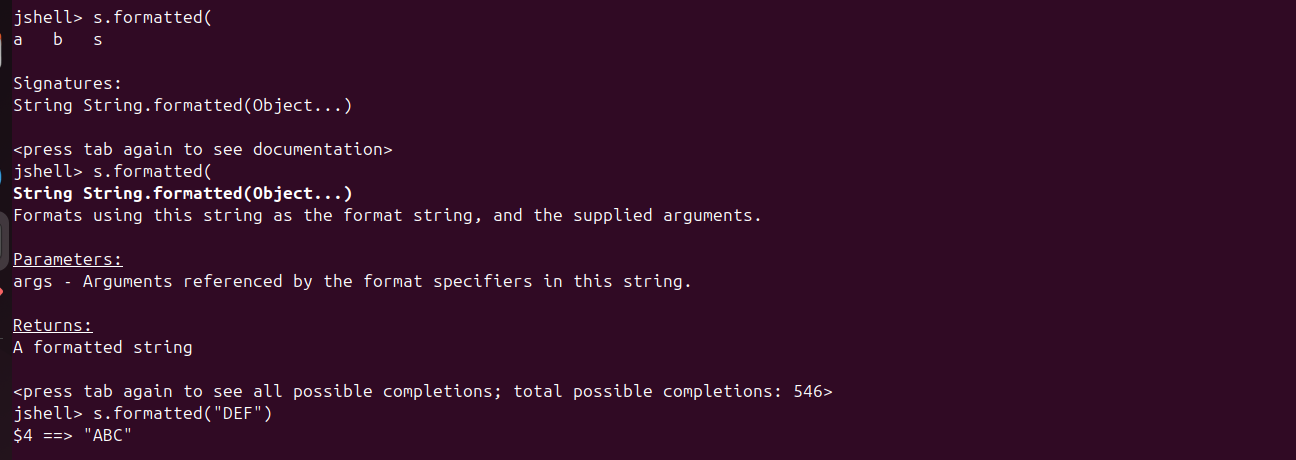 jshell> s.formatted(
a   b   s
Signatures:
String String.formatted(Object...)
<press tab again to see documentation>
jshell> s.formatted(
String String.formatted(Object...)
Formats using this string as the format string, and the supplied arguments.
Parameters:
args - Arguments referenced by the format specifiers in this string.
Returns:
A formatted string
<press tab again to see all possible completions; total possible completions: 546>
jshell> s.formatted("DEF")
$4 ==> "ABC"